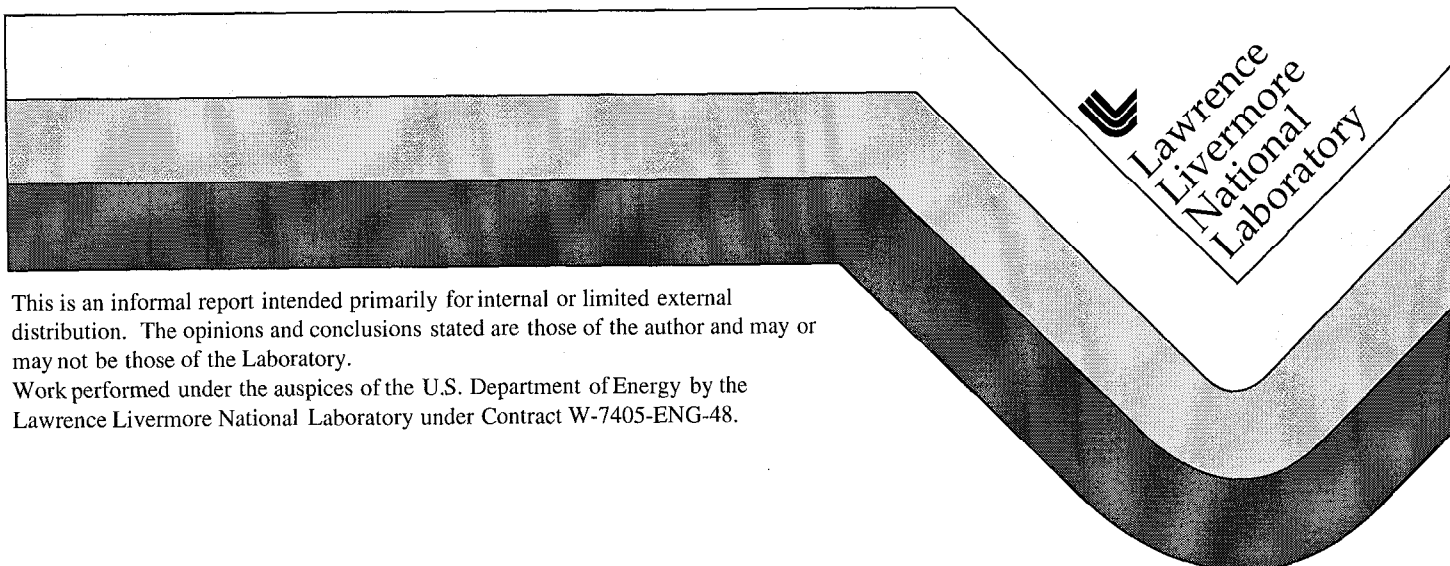 Lawrence
Livermore
National
Laboratory
This is an informal report intended primarily for internal or limited external
distribution. The opinions and conclusions stated are those of the author and may or
may not be those of the Laboratory.
Work performed under the auspices of the U.S. Department of Energy by the
Lawrence Livermore National Laboratory under Contract W-7405-ENG-48.